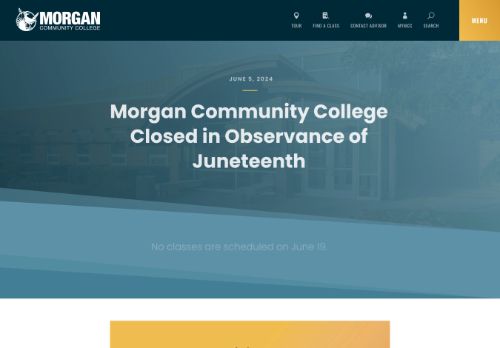 MORGAN
COMMUNITY COLLEGE
TOUR
FIND A CLASS
CONTACT ADVISOR
MYMCC
SEARCH
MENU
JUNE 5, 2024
Morgan Community College
Closed in Observance of
Juneteenth
No classes are scheduled on June 19.